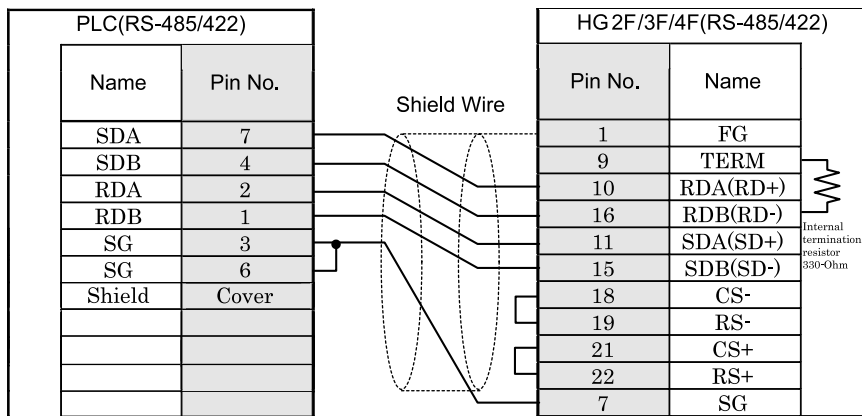 PLC(RS-485/422)
Name Pin No.
SDA 7
SDB 4
RDA 2
RDB 1
SG 3
SG 6
Shield Cover
Shield Wire
HG2F/3F/4F(RS-485/422)
Pin No. Name
1 FG
9 TERM
10 RDA(RD+)
16 RDB(RD-)
11 SDA(SD+)
15 SDB(SD-)
18 CS-
19 RS-
21 CS+
22 RS+
7 SG
Internal
termination
resistor
330-Ohm